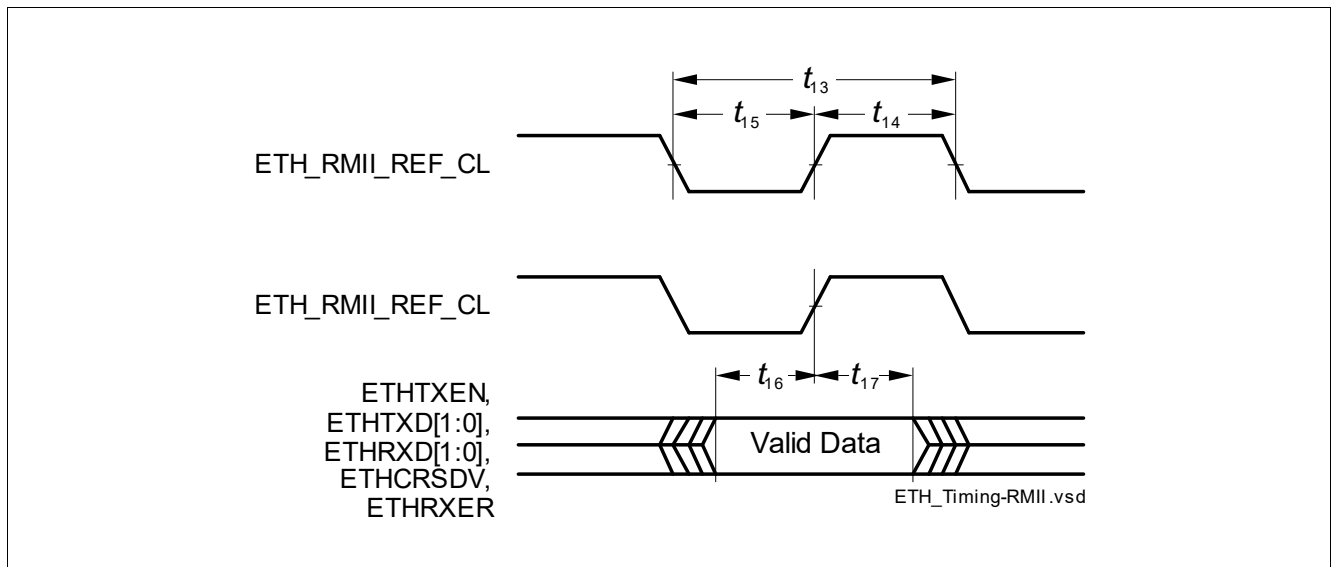 t13
t15
t14
ETH_RMII_REF_CL
ETH_RMII_REF_CL
t16
t17
ETHTXEN,
ETHTXD[1:0],
ETHRXD[1:0],
ETHCRSDV,
ETHRXER
Valid Data
ETH_Timing-RMII.vsd